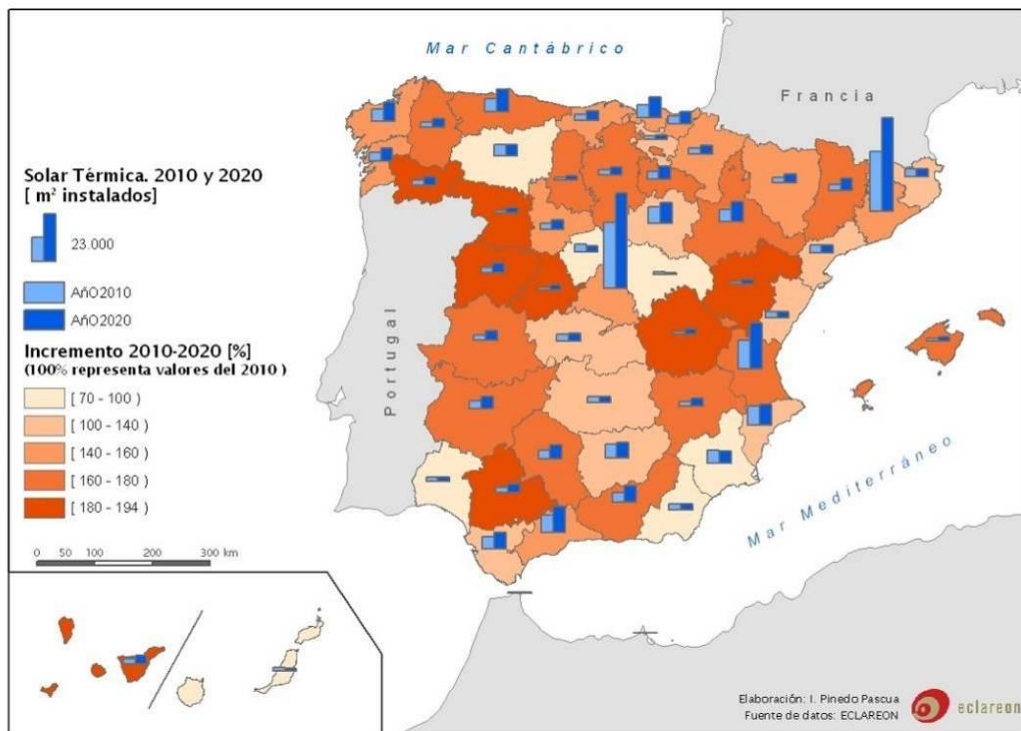 Mar Cantábrico
Francia
Solar Térmica. 2010 y 2020
[ m² instalados]
23.000
AñO2010
AñO2020
Incremento 2010-2020 [%]
(100% representa valores del 2010 )
[ 70 - 100 )
[ 100 - 140 )
[ 140 - 160 )
[ 160 - 180 )
[ 180 - 194 )
0 50 100 200 300 km
Portugal
Mar Mediterráneo
Elaboración: I. Pinedo Pascua
Fuente de datos: ECLAREON
eclareon